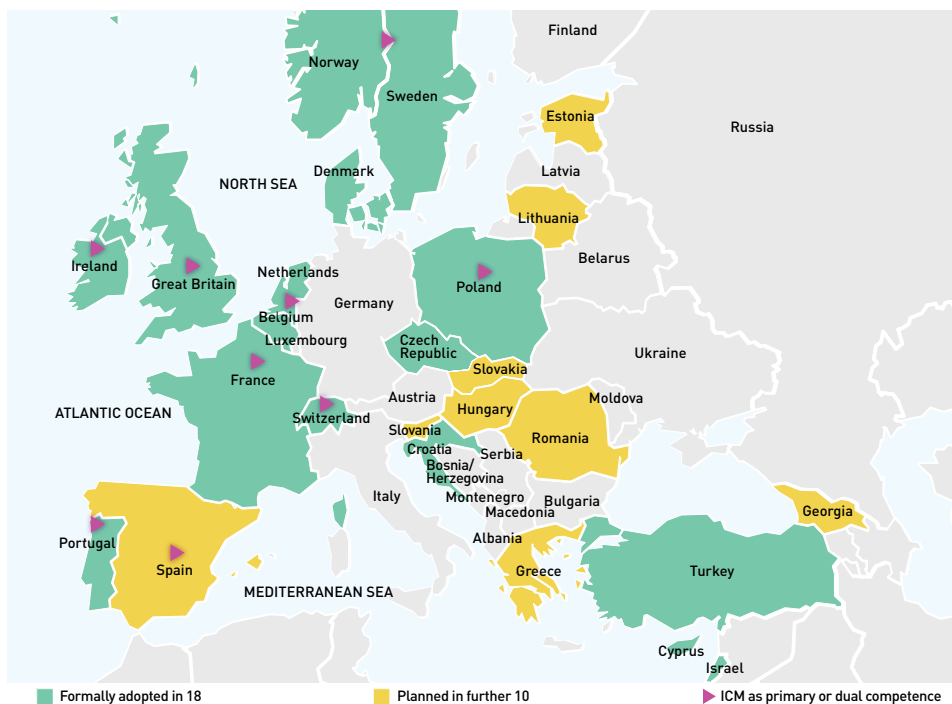 Finland
Norway
Sweden
Estonia
Russia
Latvia
Denmark
NORTH SEA
Lithuania
Belarus
Ireland
Netherlands
Great Britain
Poland
Germany
Belgium
Luxembourg
Czech
Republic
Ukraine
France
Slovakia
Austria
Moldova
ATLANTIC OCEAN
Hungary
Switzerland
Slovania
Romania
Croatia
Serbia
Bosnia/
Herzegovina
Italy
Montenegro
Bulgaria
Macedonia
Georgia
Portugal
Albania
Spain
Greece
Turkey
MEDITERRANEAN SEA
Cyprus
Israel
Formally adopted in 18
Planned in further 10
ICM as primary or dual competence